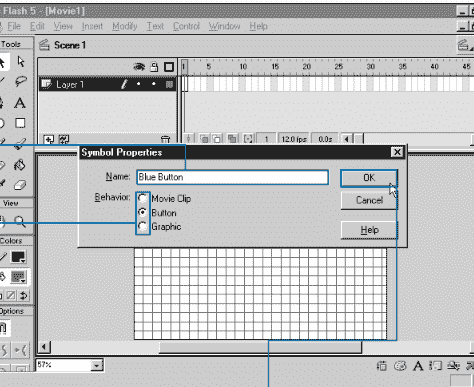 Flash 5 - [Movie1]
File Edit View Insert Modify Text Control Window Help
Tools
Scene 1
1 5 10 15 20 25 30 35 40 45
Layer 1
1 12.0 fps 0.0s
Symbol Properties
Name: Blue Button
OK
Behavior: Movie Clip
Button
Graphic
Cancel
Help
View
Colors
Options
57%